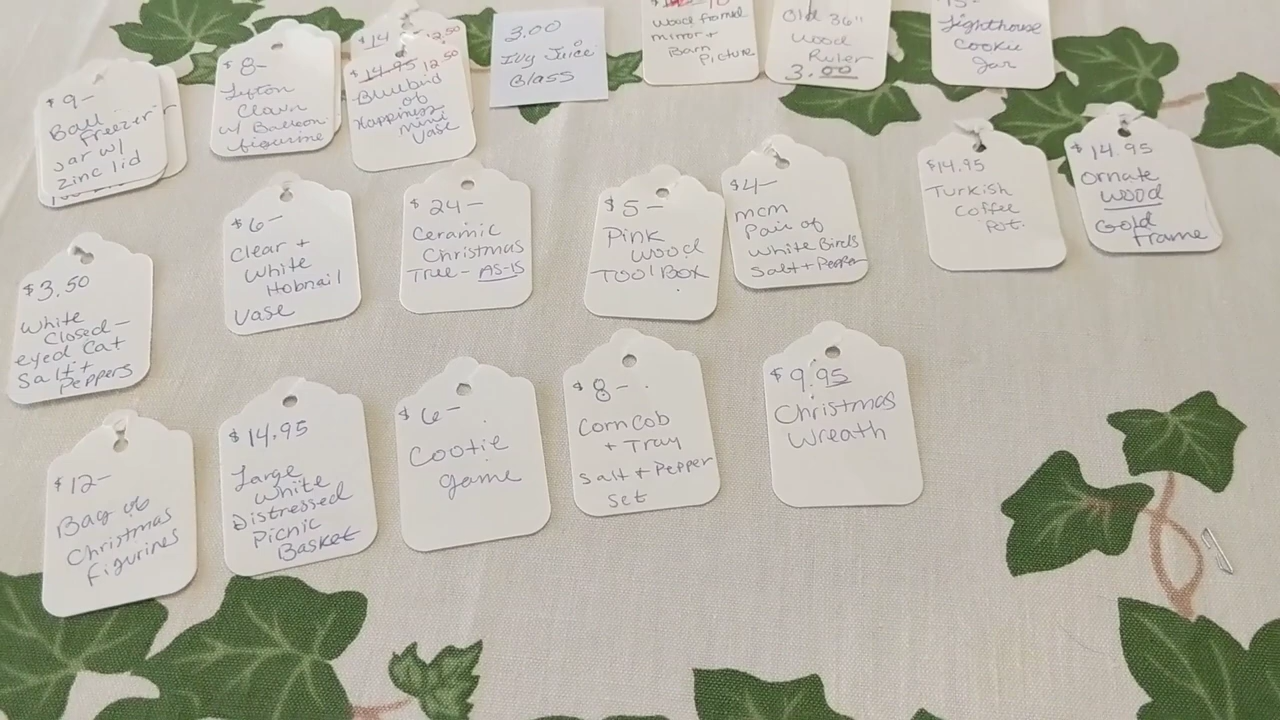 $9-
Ball
Freezer
Jar w/
Zinc lid
$8-
Lefton
Clown
w/ Balloon
figurine
$14
12.50
$14.95 12.50
Bluebird
of
Happiness
mini
Vase
3.00
Ivy Juice
Glass
10
Wood framed
mirror +
Barn
Picture
Old 36"
Wood
Ruler
3.00
15-
Lighthouse
Cookie
Jar
$3.50
White
Closed-
eyed Cat
Salt +
Peppers
$6-
Clear +
White
Hobnail
Vase
$24-
Ceramic
Christmas
Tree- AS-IS
$5-
Pink
Wood
Tool Box
$4-
mcm
Pair of
White Birds
Salt + Pepper
$14.95
Turkish
Coffee
Pot.
$14.95
Ornate
Wood
Gold
Frame
$12-
Bag of
Christmas
Figurines
$14.95
Large
White
Distressed
Picnic
Basket
$6-
Cootie
game
$8-
Corn Cob
+ Tray
Salt + Pepper
Set
$9.95
Christmas
Wreath